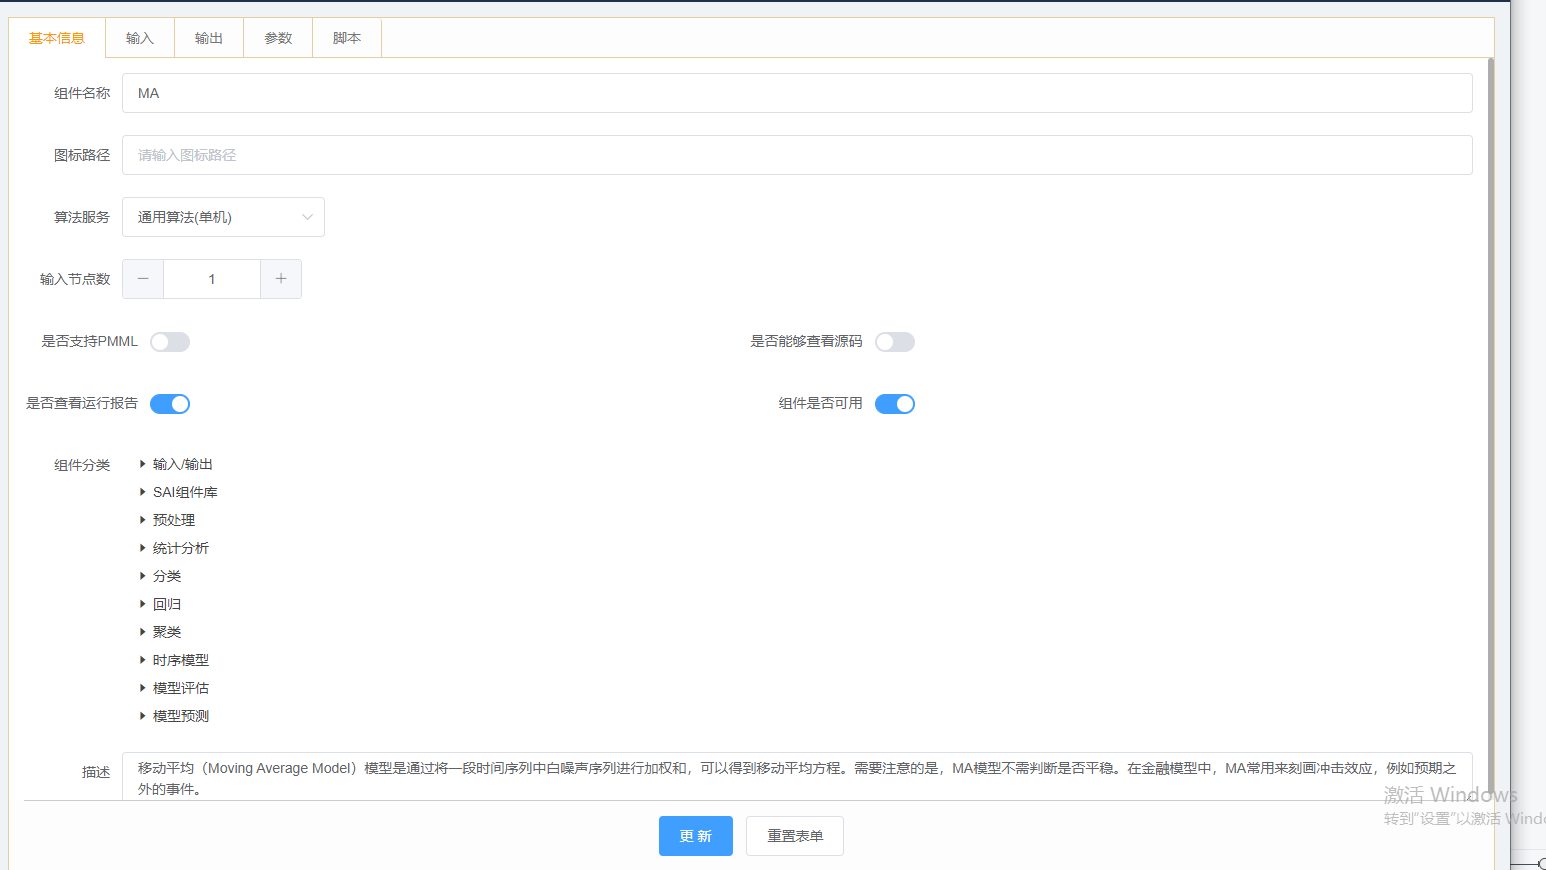 基本信息 输入 输出 参数 脚本
组件名称 MA
图标路径 请输入图标路径
算法服务 通用算法(单机)
输入节点数 1
是否支持PMML 是否能够查看源码
是否查看运行报告 组件是否可用
组件分类 输入/输出
SAI组件库
预处理
统计分析
分类
回归
聚类
时序模型
模型评估
模型预测
描述 移动平均（Moving Average Model）模型是通过将一段时间序列中白噪声序列进行加权和，可以得到移动平均方程。需要注意的是，MA模型不需判断是否平稳。在金融模型中，MA常用来刻画冲击效应，例如预期之
外的事件。
激活 Windows
转到"设置"以激活 Windo
更新 重置表单